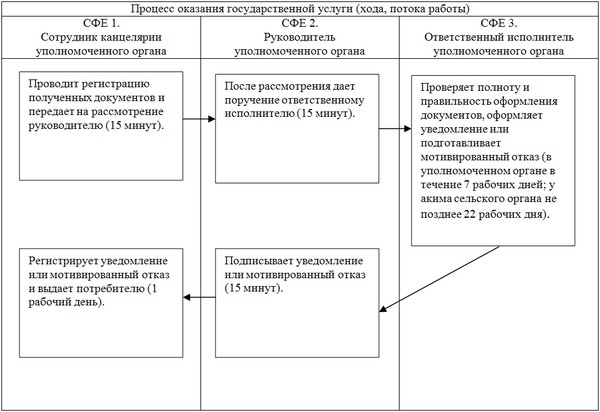 Процесс оказания государственной услуги (хода, потока работы)
СФЕ 1.
Сотрудник канцелярии
уполномоченного органа
СФЕ 2.
Руководитель
уполномоченного органа
СФЕ 3.
Ответственный исполнитель
уполномоченного органа
Проводит регистрацию
полученных документов и
передает на рассмотрение
руководителю (15 минут).
После рассмотрения дает
поручение ответственному
исполнителю (15 минут).
Проверяет полноту и
правильность оформления
документов, оформляет
уведомление или
подготавливает
мотивированный отказ (в
уполномоченном органе в
течение 7 рабочих дней; у
акима сельского органа не
позднее 22 рабочих дня).
Регистрирует уведомление
или мотивированный отказ
и выдает потребителю (1
рабочий день).
Подписывает уведомление
или мотивированный отказ
(15 минут).